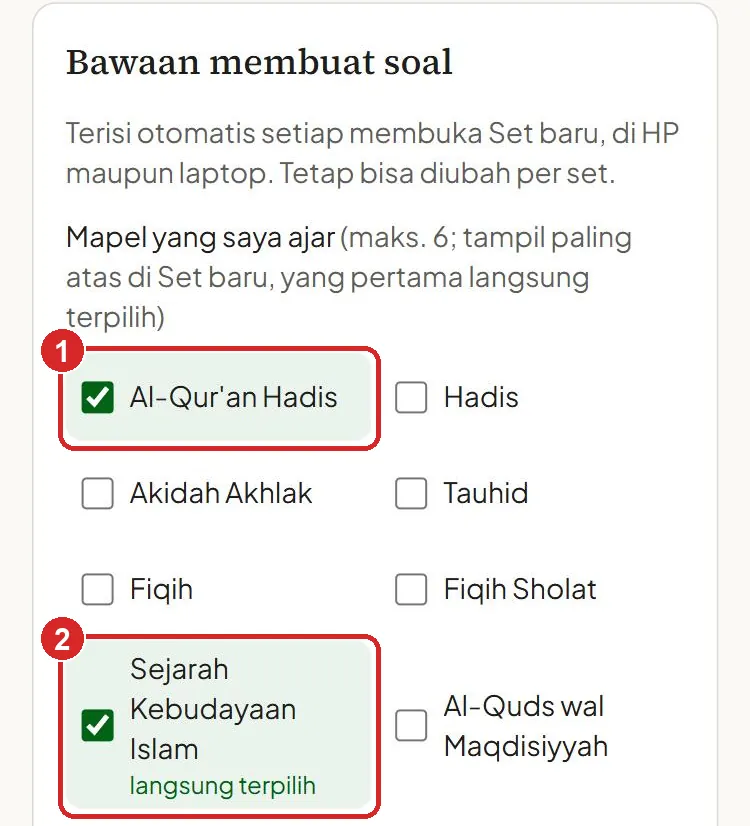 Bawaan membuat soal
Terisi otomatis setiap membuka Set baru, di HP
maupun laptop. Tetap bisa diubah per set.
Mapel yang saya ajar (maks. 6; tampil paling
atas di Set baru, yang pertama langsung
terpilih)
1
Al-Qur'an Hadis
Hadis
Akidah Akhlak
Tauhid
Fiqih
Fiqih Sholat
2
Sejarah
Kebudayaan
Islam
langsung terpilih
Al-Quds wal
Maqdisiyyah